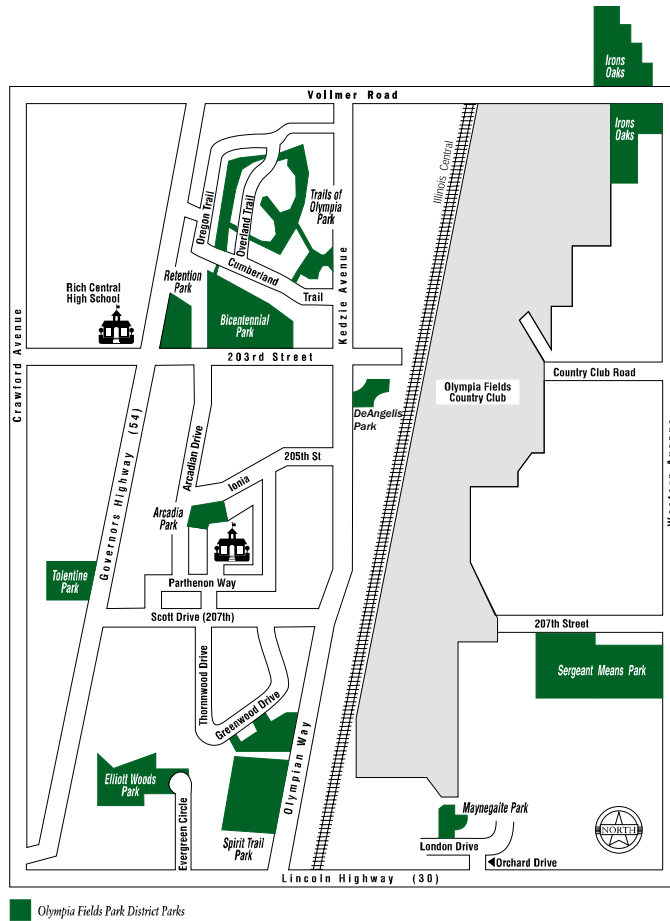 Irons
Oaks
Vollmer Road
Irons
Oaks
Illinois Central
Oregon Trail
Overland Trail
Trails of
Olympia
Park
Kedzie Avenue
Cumberland
Trail
Retention
Park
Rich Central
High School
Bicentennial
Park
Crawford Avenue
203rd Street
Country Club Road
Olympia Fields
Country Club
DeAngelis
Park
Governors Highway (54)
Arcadian Drive
205th St
Ionia
Arcadia
Park
Tolentine
Park
Parthenon Way
Scott Drive (207th)
207th Street
Thornnwood Drive
Sergeant Means Park
Greenwood Drive
Olympian Way
Elliott Woods
Park
Evergreen Circle
Spirit Trail
Park
Maynegaite Park
London Drive
Orchard Drive
NORTH
Lincoln Highway (30)
Olympia Fields Park District Parks